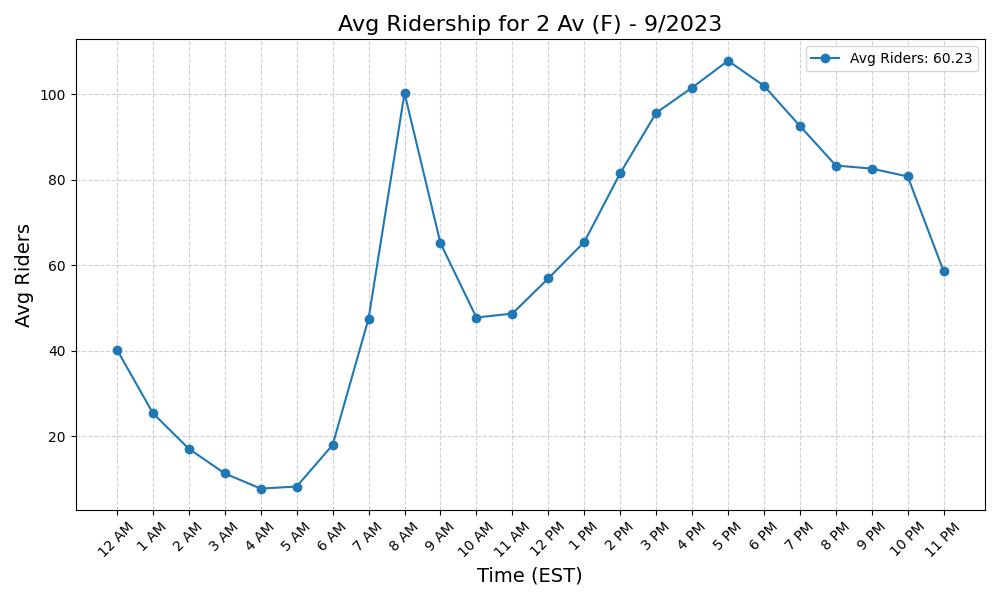 Avg Ridership for 2 Av (F) - 9/2023
Avg Riders: 60.23
Avg Riders
100
80
60
40
20
12 AM
1 AM
2 AM
3 AM
4 AM
5 AM
6 AM
7 AM
8 AM
9 AM
10 AM
11 AM
12 PM
1 PM
2 PM
3 PM
4 PM
5 PM
6 PM
7 PM
8 PM
9 PM
10 PM
11 PM
Time (EST)